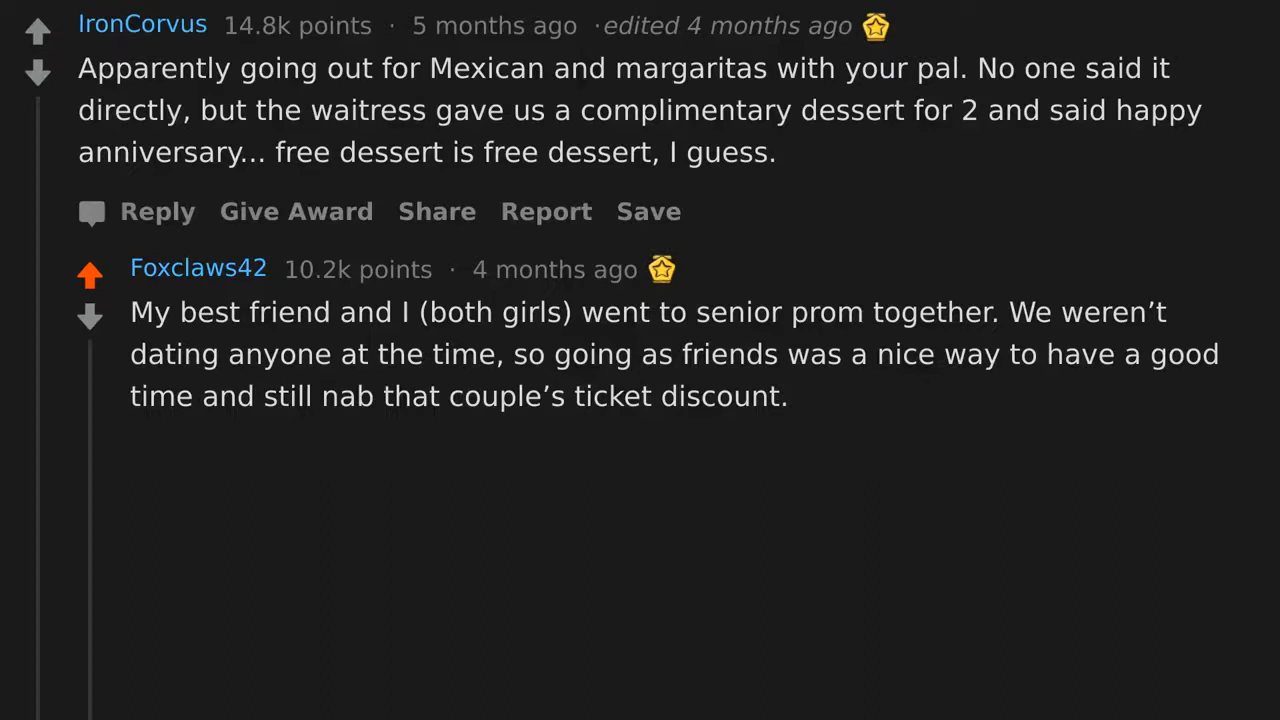 IronCorvus 14.8k points · 5 months ago ·edited 4 months ago
Apparently going out for Mexican and margaritas with your pal. No one said it
directly, but the waitress gave us a complimentary dessert for 2 and said happy
anniversary... free dessert is free dessert, I guess.
Reply Give Award Share Report Save
Foxclaws42 10.2k points · 4 months ago
My best friend and I (both girls) went to senior prom together. We weren’t
dating anyone at the time, so going as friends was a nice way to have a good
time and still nab that couple’s ticket discount.